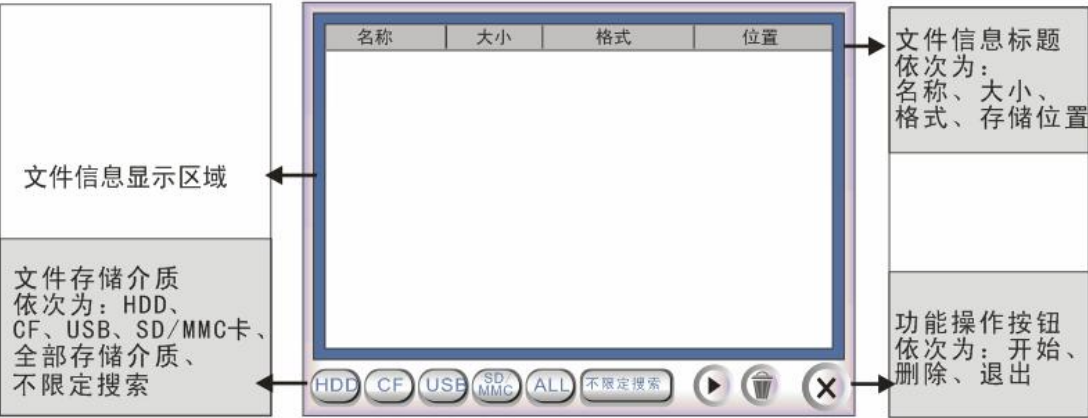 名称 大小 格式 位置
文件信息标题
依次为：
名称、大小、
格式、存储位置
文件信息显示区域
文件存储介质
依次为：HDD、
CF、USB、SD/MMC卡、
全部存储介质、
不限定搜索
HDD CF USB SD/MMC ALL 不限定搜索
功能操作按钮
依次为：开始、
删除、退出